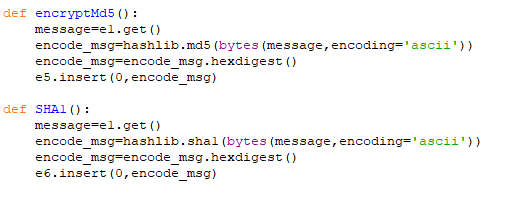 def encryptMd5():
    message=e1.get()
    encode_msg=hashlib.md5(bytes(message,encoding='ascii'))
    encode_msg=encode_msg.hexdigest()
    e5.insert(0,encode_msg)

def SHA1():
    message=e1.get()
    encode_msg=hashlib.sha1(bytes(message,encoding='ascii'))
    encode_msg=encode_msg.hexdigest()
    e6.insert(0,encode_msg)